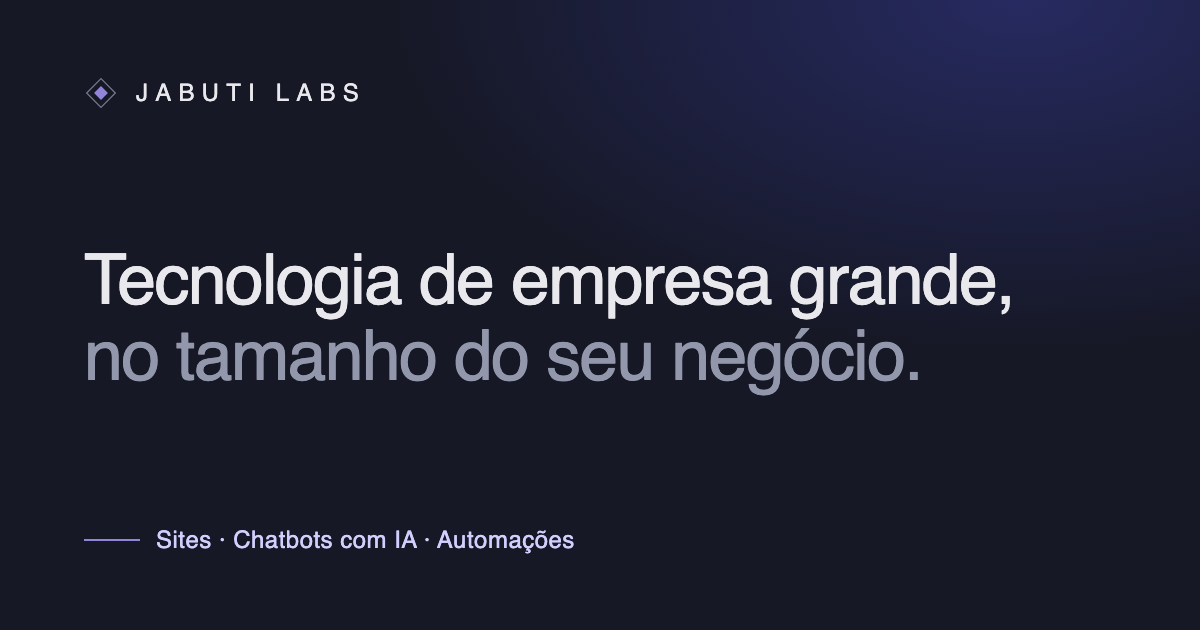 JABUTI LABS
Tecnologia de empresa grande,
no tamanho do seu negócio.
Sites · Chatbots com IA · Automações